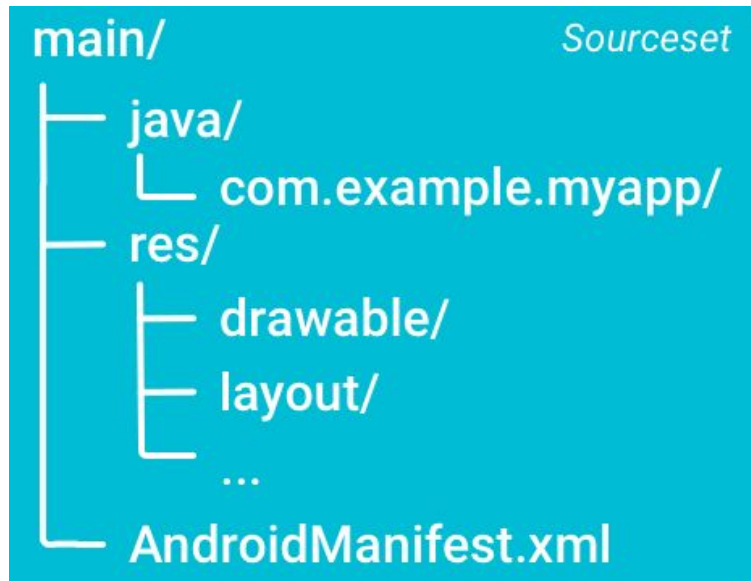 main/ Sourceset
java/
com.example.myapp/
res/
drawable/
layout/
...
AndroidManifest.xml